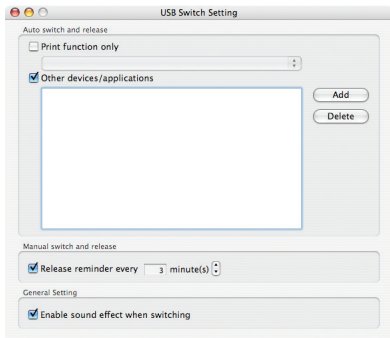 USB Switch Setting
Auto switch and release
Print function only
Other devices/applications
Add
Delete
Manual switch and release
Release reminder every 3 minute(s)
General Setting
Enable sound effect when switching